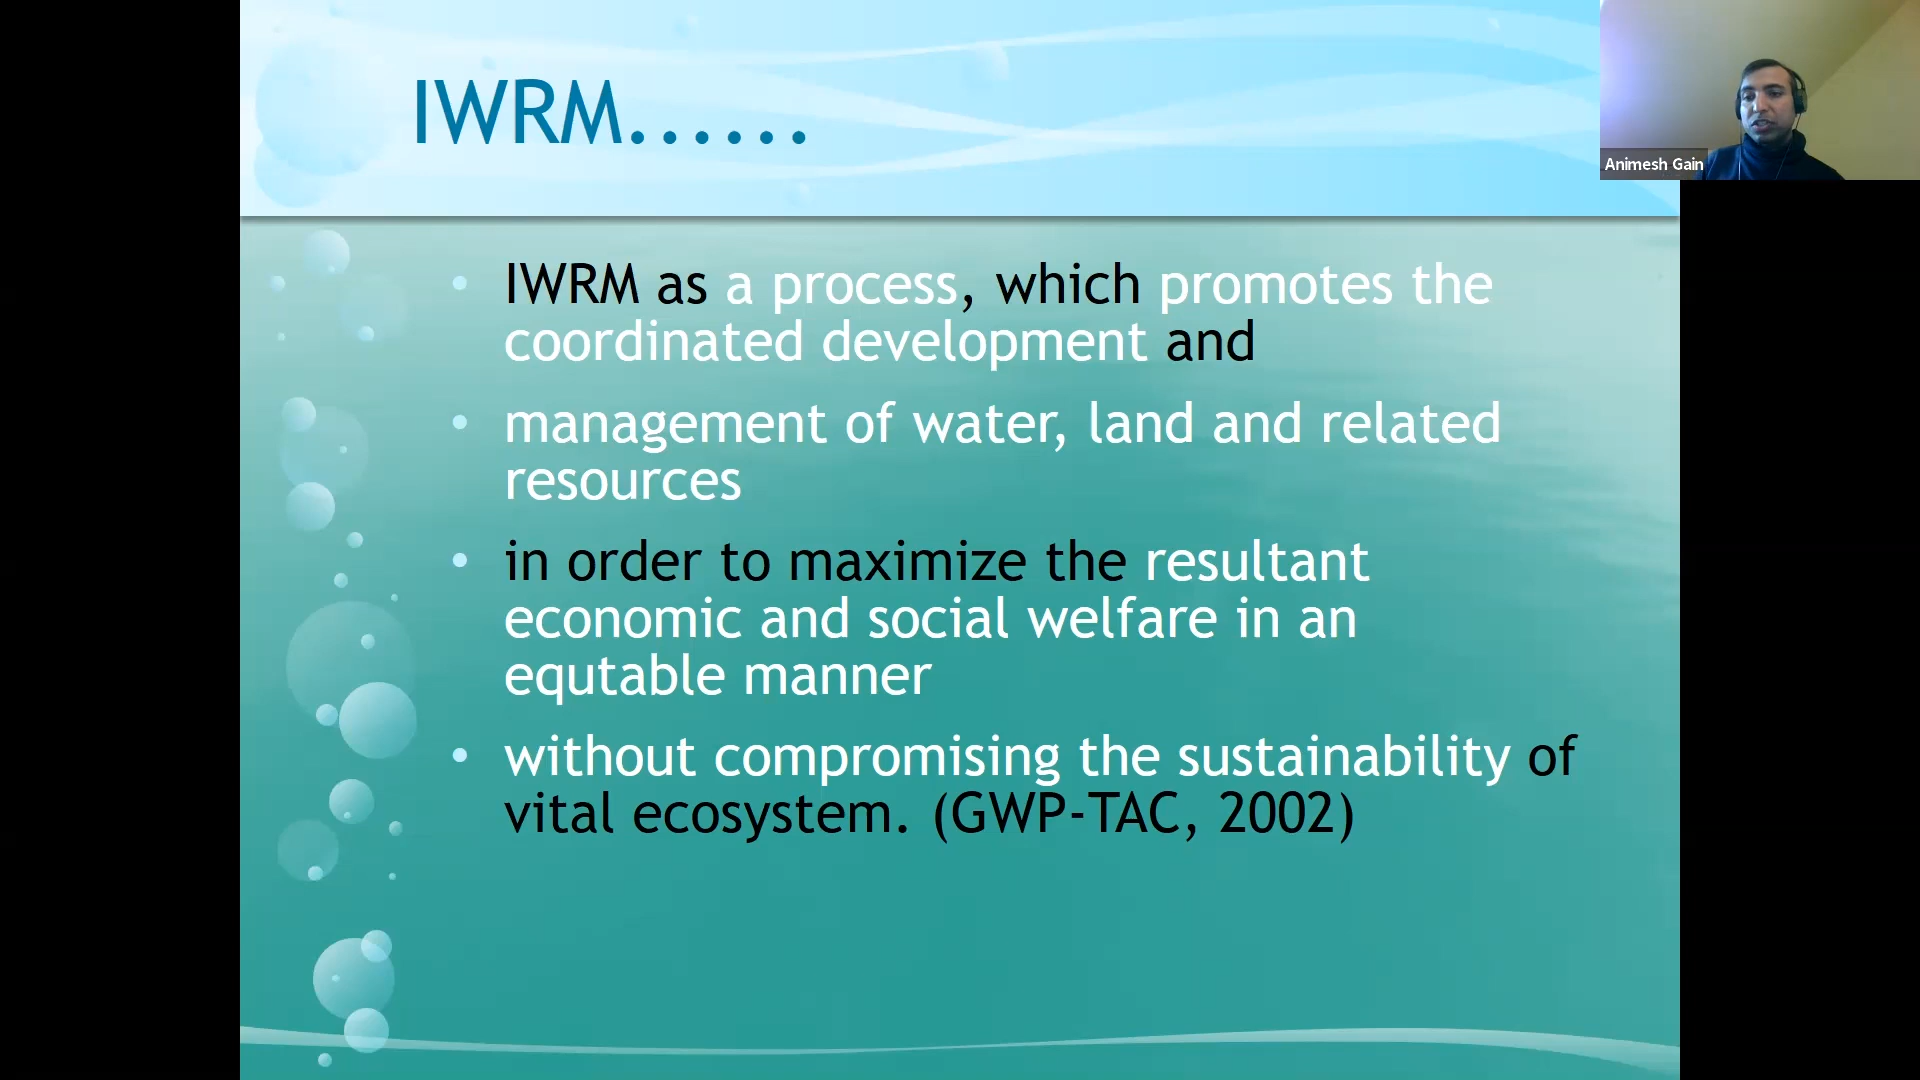 IWRM......
Animesh Gain
• IWRM as a process, which promotes the
coordinated development and
• management of water, land and related
resources
• in order to maximize the resultant
economic and social welfare in an
equtable manner
• without compromising the sustainability of
vital ecosystem. (GWP-TAC, 2002)